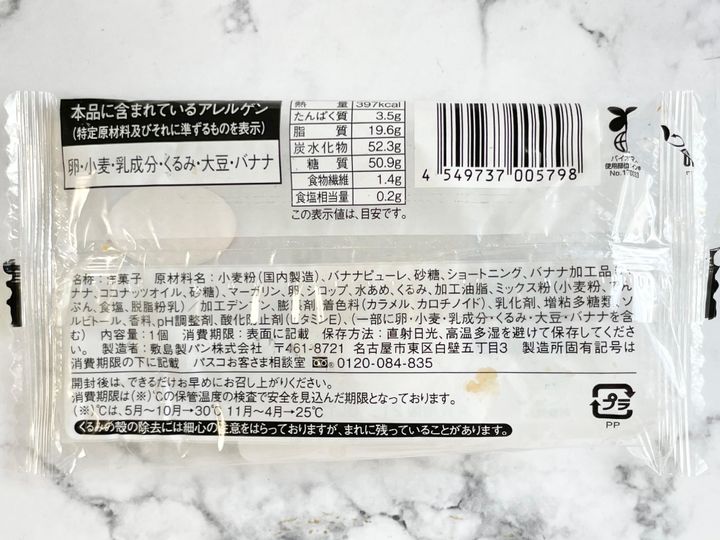 本品に含まれているアレルゲン
(特定原材料及びそれに準ずるものを表示)
卵・小麦・乳成分・くるみ・大豆・バナナ
熱 量 397kcal
たんぱく質 3.5g
脂 質 19.6g
炭水化物 52.3g
糖 質 50.9g
食物繊維 1.4g
食塩相当量 0.2g
この表示値は、目安です。
4 549737 005798
バイオマ
使用部位
名称:洋菓子 原材料名:小麦粉(国内製造)、バナナピューレ、砂糖、ショートニング、バナナ加工品
ナナ、ココナッツオイル、砂糖)、マーガリン、卵、シロップ、水あめ、くるみ、加工油脂、ミックス粉(小麦粉、
ぷん、食塩、脱脂粉乳)/加工デンプン、膨張剤、着色料(カラメル、カロチノイド)、乳化剤、増粘多糖類、ソ
ルビトール、香料、pH調整剤、酸化防止剤(ビタミンE)、(一部に卵・小麦・乳成分・くるみ・大豆・バナナを含
む) 内容量:1個 消費期限:表面に記載 保存方法:直射日光、高温多湿を避けて保存してくださ
い。 製造者:敷島製パン株式会社 〒461-8721 名古屋市東区白壁五丁目3 製造所固有記号は
消費期限の下に記載 パスコお客さま相談室 0120-084-835
開封後は、できるだけお早めにお召し上がりください。
消費期限は(※)℃の保管温度の検査で安全を見込んだ期限となっております。
(※)℃は、5月~10月→30℃ 11月~4月→25℃
くるみの殻の除去には細心の注意をはらっておりますが、まれに残っていることがあります。
プラ
PP